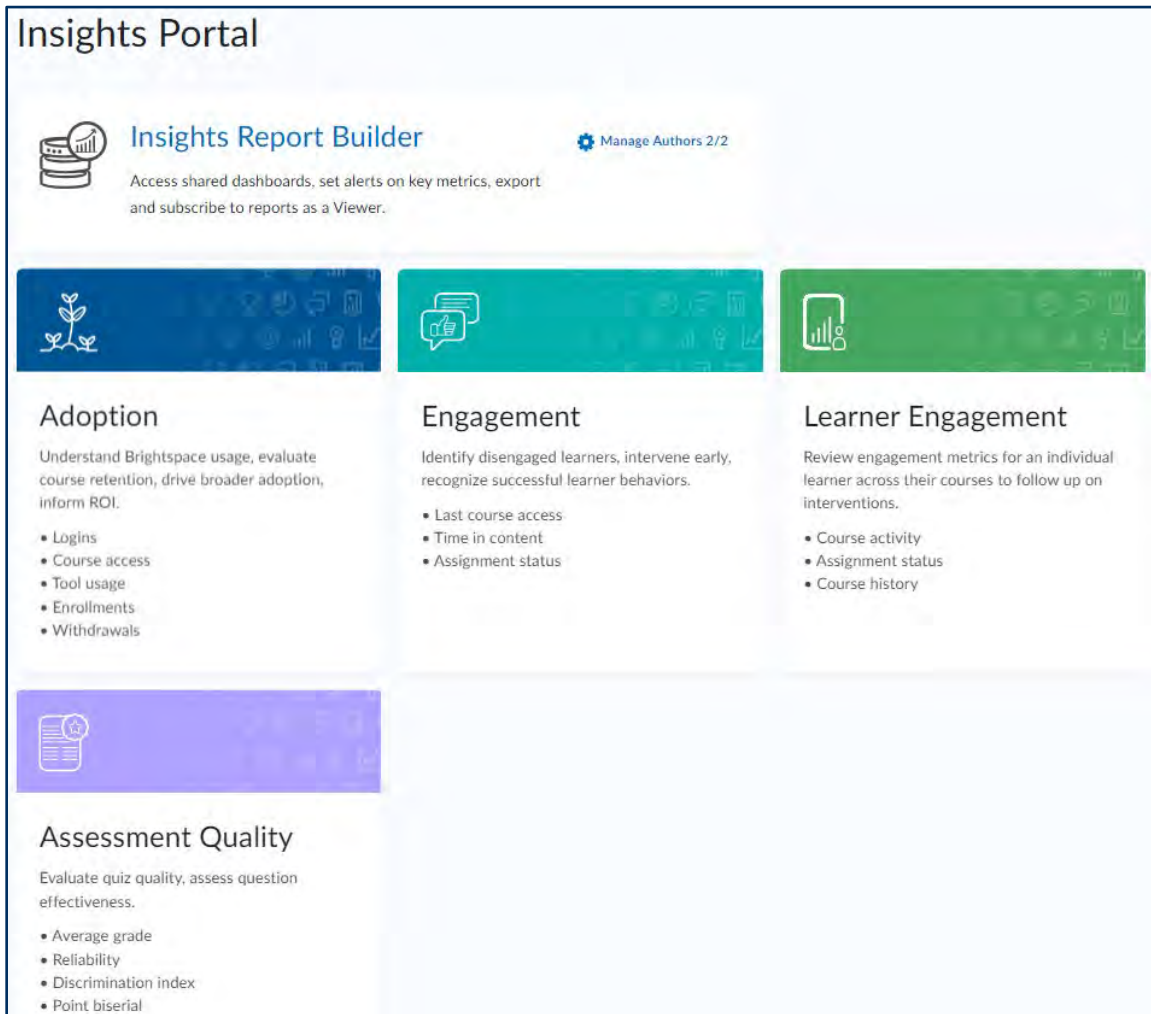 Insights Portal
Insights Report Builder
Manage Authors 2/2
Access shared dashboards, set alerts on key metrics, export
and subscribe to reports as a Viewer.
Adoption
Understand Brightspace usage, evaluate
course retention, drive broader adoption,
inform ROI.
• Logins
• Course access
• Tool usage
• Enrollments
• Withdrawals
Engagement
Identify disengaged learners, intervene early,
recognize successful learner behaviors.
• Last course access
• Time in content
• Assignment status
Learner Engagement
Review engagement metrics for an individual
learner across their courses to follow up on
interventions.
• Course activity
• Assignment status
• Course history
Assessment Quality
Evaluate quiz quality, assess question
effectiveness.
• Average grade
• Reliability
• Discrimination index
• Point biserial